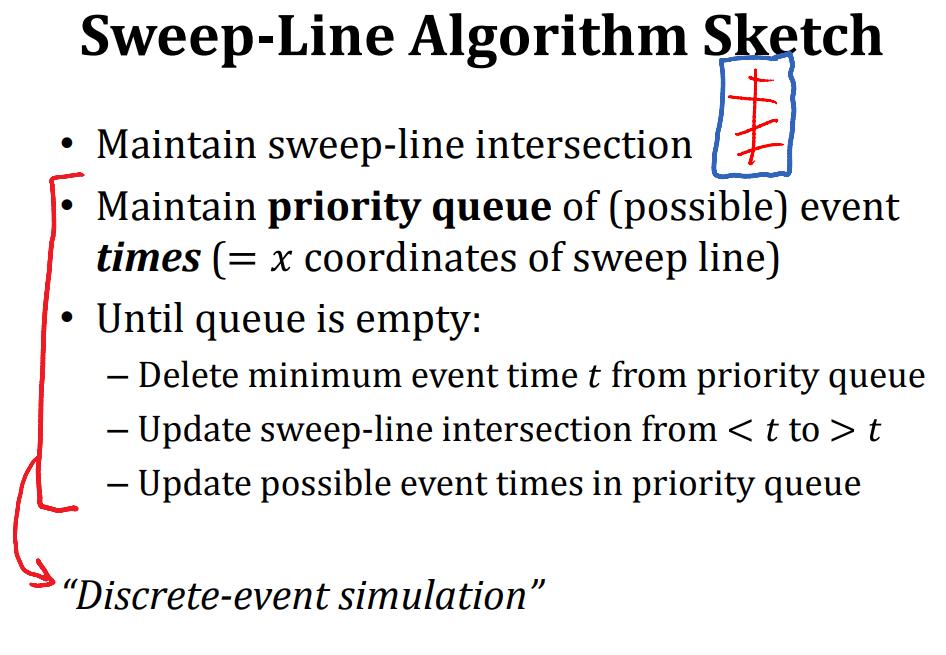 Sweep-Line Algorithm Sketch
• Maintain sweep-line intersection
• Maintain priority queue of (possible) event
times (= x coordinates of sweep line)
• Until queue is empty:
– Delete minimum event time t from priority queue
– Update sweep-line intersection from < t to > t
– Update possible event times in priority queue
“Discrete-event simulation”